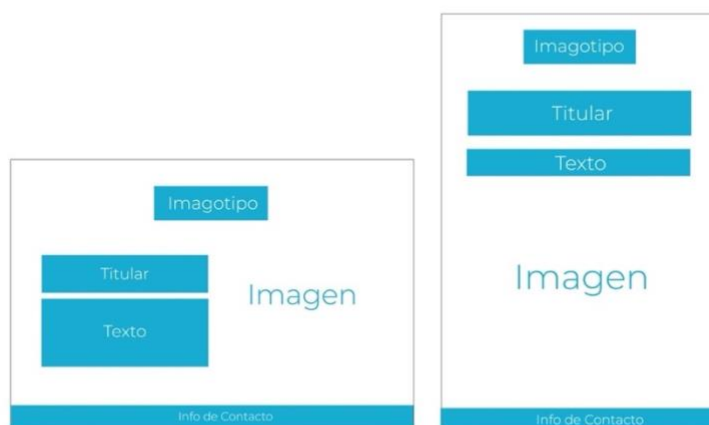 Imagotipo
Titular
Texto
Imagen
Info de Contacto
Imagotipo
Titular
Texto
Imagen
Info de Contacto